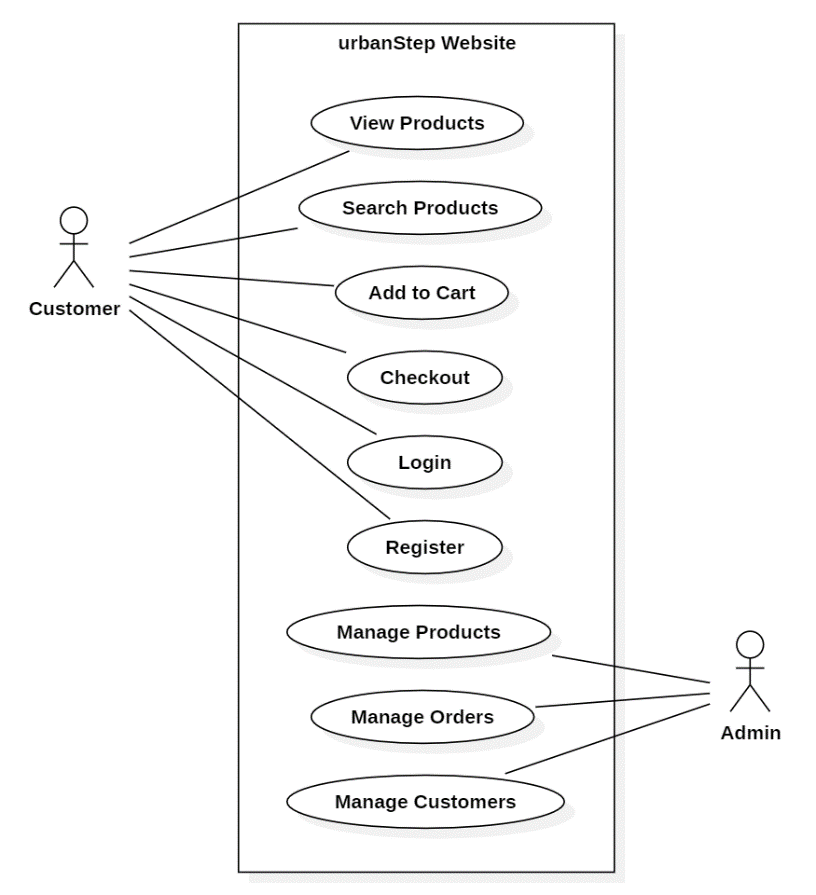 urbanStep Website
View Products
Search Products
Add to Cart
Customer
Checkout
Login
Register
Manage Products
Manage Orders
Admin
Manage Customers